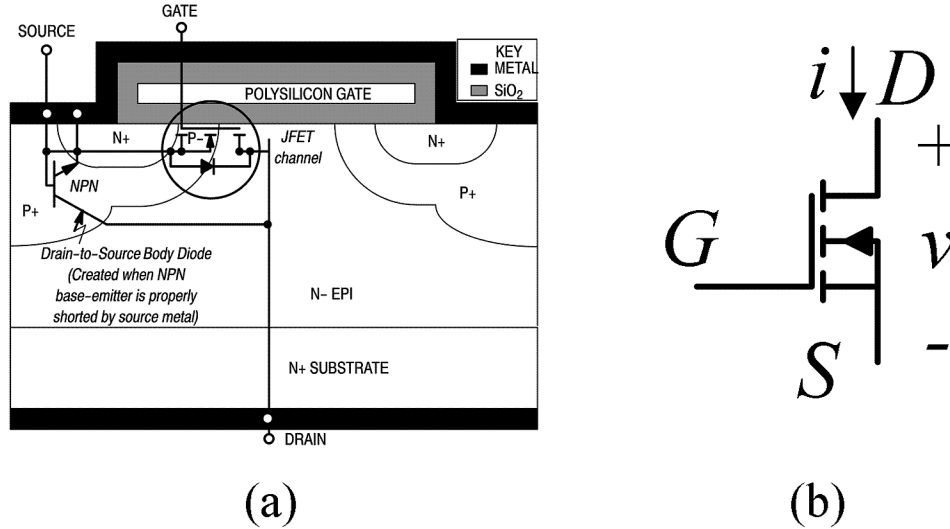 GATE
SOURCE
KEY
METAL
SiO₂
POLYSILICON GATE
N+
P−
JFET
channel
N+
NPN
P+
P+
Drain–to–Source Body Diode
(Created when NPN
base–emitter is properly
shorted by source metal)
N− EPI
N+ SUBSTRATE
DRAIN
(a)
i
D
+
G
v
S
-
(b)